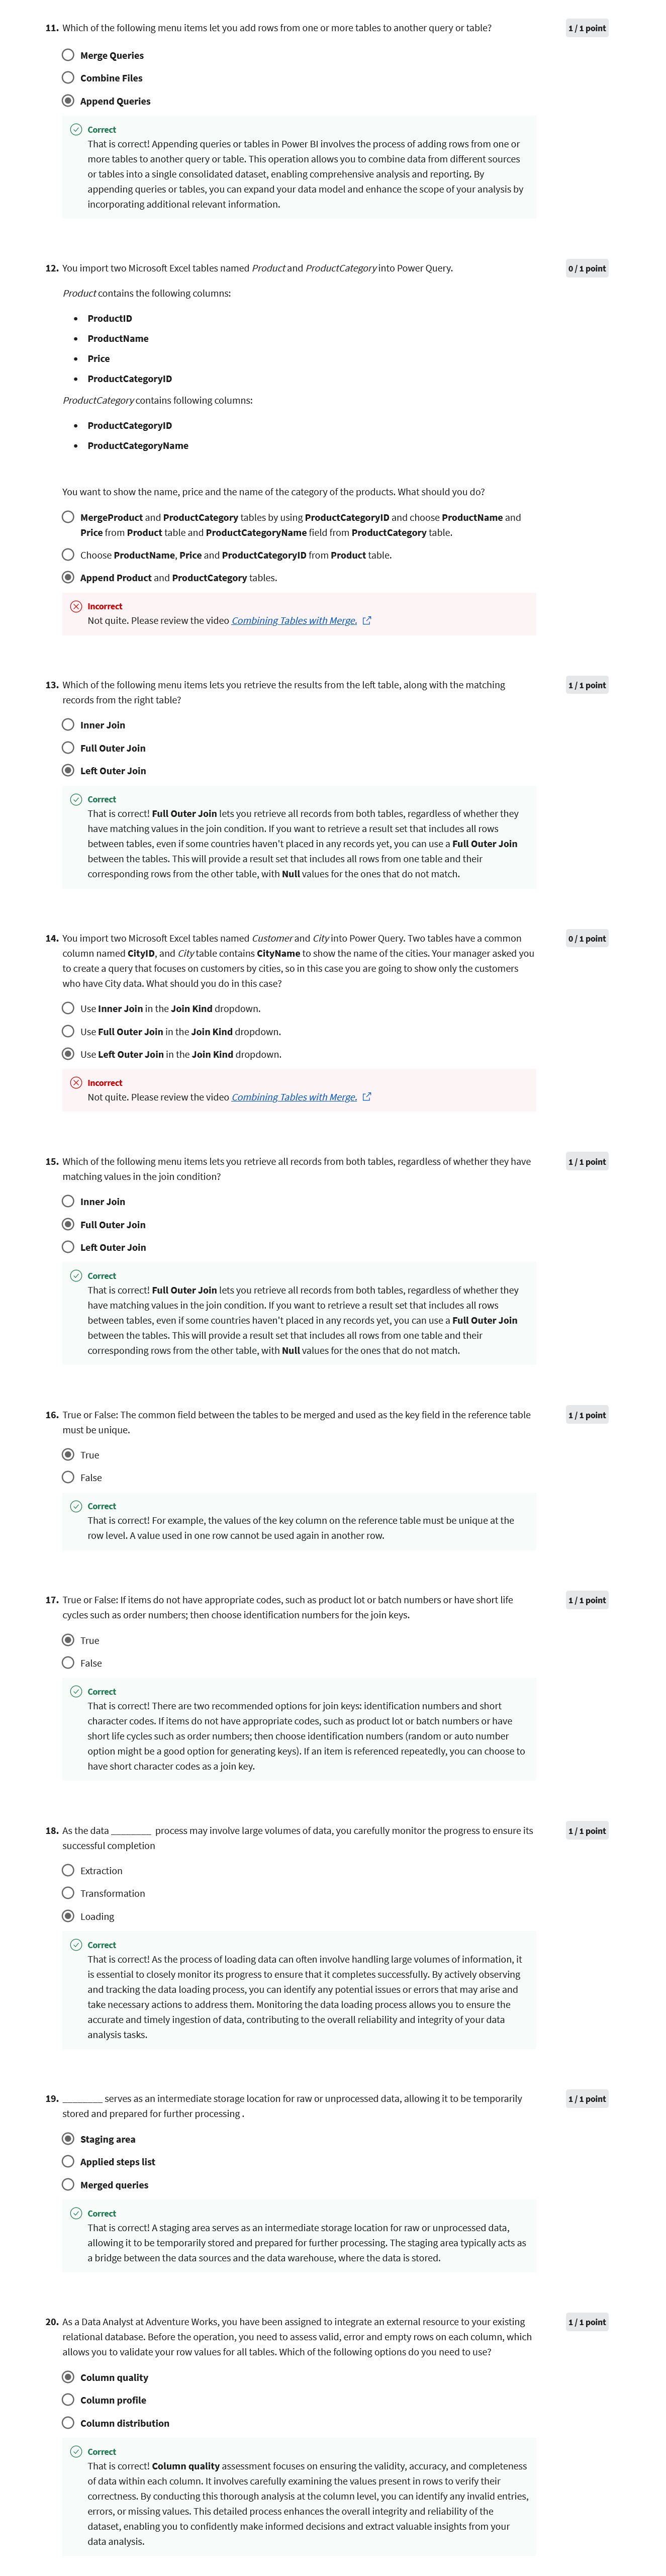 11. Which of the following menu items let you add rows from one or more tables to another query or table?
1 / 1 point
Merge Queries
Combine Files
Append Queries
Correct
That is correct! Appending queries or tables in Power BI involves the process of adding rows from one or
more tables to another query or table. This operation allows you to combine data from different sources
or tables into a single consolidated dataset, enabling comprehensive analysis and reporting. By
appending queries or tables, you can expand your data model and enhance the scope of your analysis by
incorporating additional relevant information.
12. You import two Microsoft Excel tables named Product and ProductCategory into Power Query.
0 / 1 point
Product contains the following columns:
• ProductID
• ProductName
• Price
• ProductCategoryID
ProductCategory contains following columns:
• ProductCategoryID
• ProductCategoryName
You want to show the name, price and the name of the category of the products. What should you do?
MergeProduct and ProductCategory tables by using ProductCategoryID and choose ProductName and
Price from Product table and ProductCategoryName field from ProductCategory table.
Choose ProductName, Price and ProductCategoryID from Product table.
Append Product and ProductCategory tables.
Incorrect
Not quite. Please review the video Combining Tables with Merge.
13. Which of the following menu items lets you retrieve the results from the left table, along with the matching
records from the right table?
1 / 1 point
Inner Join
Full Outer Join
Left Outer Join
Correct
That is correct! Full Outer Join lets you retrieve all records from both tables, regardless of whether they
have matching values in the join condition. If you want to retrieve a result set that includes all rows
between tables, even if some countries haven't placed in any records yet, you can use a Full Outer Join
between the tables. This will provide a result set that includes all rows from one table and their
corresponding rows from the other table, with Null values for the ones that do not match.
14. You import two Microsoft Excel tables named Customer and City into Power Query. Two tables have a common
column named CityID, and City table contains CityName to show the name of the cities. Your manager asked you
to create a query that focuses on customers by cities, so in this case you are going to show only the customers
who have City data. What should you do in this case?
0 / 1 point
Use Inner Join in the Join Kind dropdown.
Use Full Outer Join in the Join Kind dropdown.
Use Left Outer Join in the Join Kind dropdown.
Incorrect
Not quite. Please review the video Combining Tables with Merge.
15. Which of the following menu items lets you retrieve all records from both tables, regardless of whether they have
matching values in the join condition?
1 / 1 point
Inner Join
Full Outer Join
Left Outer Join
Correct
That is correct! Full Outer Join lets you retrieve all records from both tables, regardless of whether they
have matching values in the join condition. If you want to retrieve a result set that includes all rows
between tables, even if some countries haven't placed in any records yet, you can use a Full Outer Join
between the tables. This will provide a result set that includes all rows from one table and their
corresponding rows from the other table, with Null values for the ones that do not match.
16. True or False: The common field between the tables to be merged and used as the key field in the reference table
must be unique.
1 / 1 point
True
False
Correct
That is correct! For example, the values of the key column on the reference table must be unique at the
row level. A value used in one row cannot be used again in another row.
17. True or False: If items do not have appropriate codes, such as product lot or batch numbers or have short life
cycles such as order numbers; then choose identification numbers for the join keys.
1 / 1 point
True
False
Correct
That is correct! There are two recommended options for join keys: identification numbers and short
character codes. If items do not have appropriate codes, such as product lot or batch numbers or have
short life cycles such as order numbers; then choose identification numbers (random or auto number
option might be a good option for generating keys). If an item is referenced repeatedly, you can choose to
have short character codes as a join key.
18. As the data ________ process may involve large volumes of data, you carefully monitor the progress to ensure its
successful completion
1 / 1 point
Extraction
Transformation
Loading
Correct
That is correct! As the process of loading data can often involve handling large volumes of information, it
is essential to closely monitor its progress to ensure that it completes successfully. By actively observing
and tracking the data loading process, you can identify any potential issues or errors that may arise and
take necessary actions to address them. Monitoring the data loading process allows you to ensure the
accurate and timely ingestion of data, contributing to the overall reliability and integrity of your data
analysis tasks.
19. ________ serves as an intermediate storage location for raw or unprocessed data, allowing it to be temporarily
stored and prepared for further processing .
1 / 1 point
Staging area
Applied steps list
Merged queries
Correct
That is correct! A staging area serves as an intermediate storage location for raw or unprocessed data,
allowing it to be temporarily stored and prepared for further processing. The staging area typically acts as
a bridge between the data sources and the data warehouse, where the data is stored.
20. As a Data Analyst at Adventure Works, you have been assigned to integrate an external resource to your existing
relational database. Before the operation, you need to assess valid, error and empty rows on each column, which
allows you to validate your row values for all tables. Which of the following options do you need to use?
1 / 1 point
Column quality
Column profile
Column distribution
Correct
That is correct! Column quality assessment focuses on ensuring the validity, accuracy, and completeness
of data within each column. It involves carefully examining the values present in rows to verify their
correctness. By conducting this thorough analysis at the column level, you can identify any invalid entries,
errors, or missing values. This detailed process enhances the overall integrity and reliability of the
dataset, enabling you to confidently make informed decisions and extract valuable insights from your
data analysis.